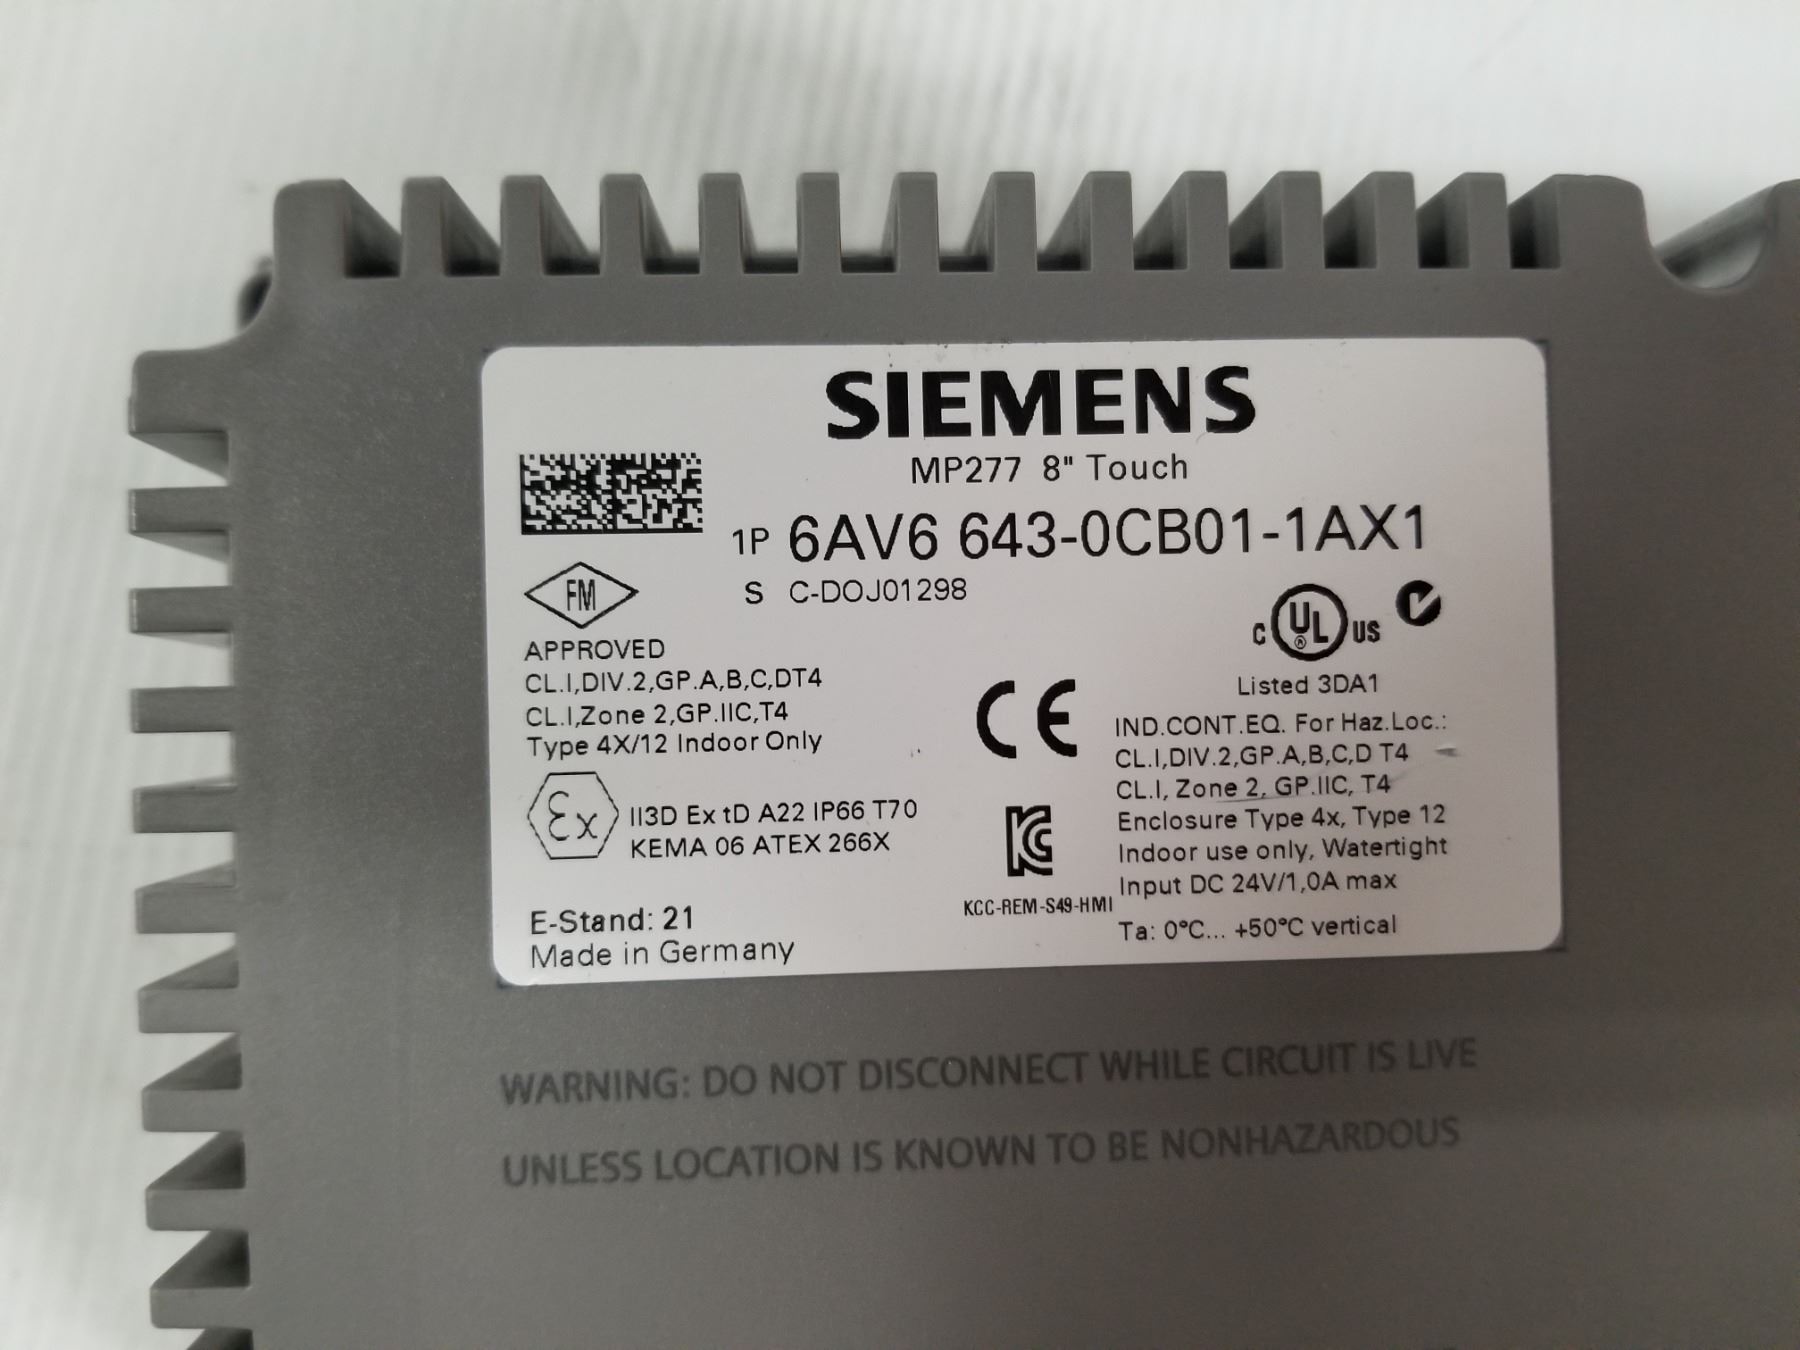 SIEMENS
MP277 8" Touch
1P 6AV6 643-0CB01-1AX1
S C-DOJ01298
FM
APPROVED
CL.I,DIV.2,GP.A,B,C,DT4
CL.I,Zone 2,GP.IIC,T4
Type 4X/12 Indoor Only
Ex II3D Ex tD A22 IP66 T70
KEMA 06 ATEX 266X
E-Stand: 21
Made in Germany
CE
KC
KCC-REM-S49-HMI
C UL ® US
Listed 3DA1
IND.CONT.EQ. For Haz.Loc.:
CL.I,DIV.2,GP.A,B,C,D T4
CL.I, Zone 2, GP.IIC, T4
Enclosure Type 4x, Type 12
Indoor use only, Watertight
Input DC 24V/1,0A max
Ta: 0°C... +50°C vertical
WARNING: DO NOT DISCONNECT WHILE CIRCUIT IS LIVE
UNLESS LOCATION IS KNOWN TO BE NONHAZARDOUS